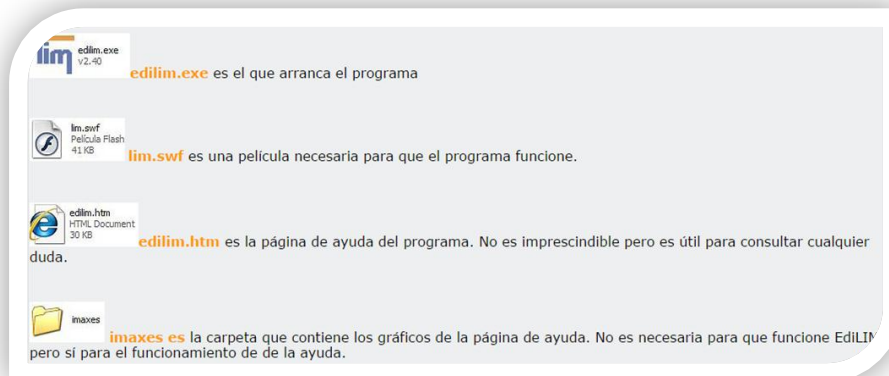 lim
edilim.exe
v2.40
edilim.exe es el que arranca el programa
lim.swf
Película Flash
41 KB
lim.swf es una película necesaria para que el programa funcione.
edilim.htm
HTML Document
30 KB
edilim.htm es la página de ayuda del programa. No es imprescindible pero es útil para consultar cualquier
duda.
imaxes
imaxes es la carpeta que contiene los gráficos de la página de ayuda. No es necesaria para que funcione EdiLIM
pero sí para el funcionamiento de de la ayuda.